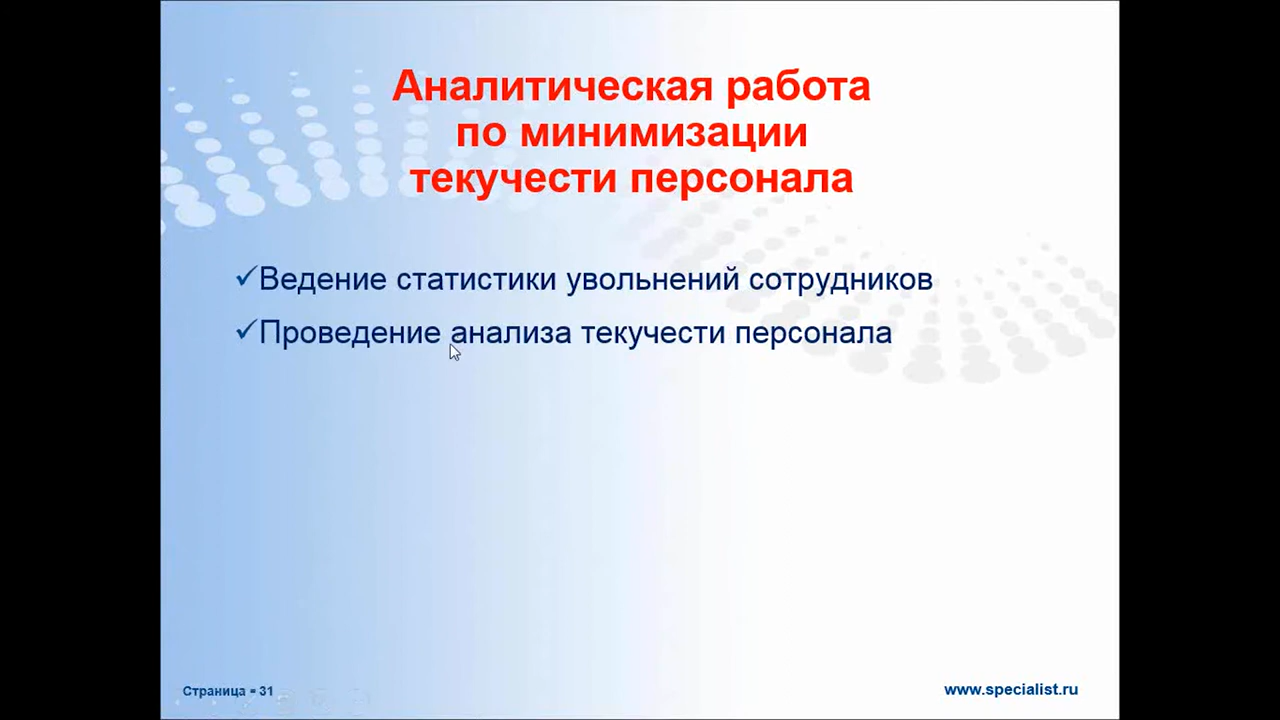 Аналитическая работа
по минимизации
текучести персонала
✓Ведение статистики увольнений сотрудников
✓Проведение анализа текучести персонала
Страница = 31
www.specialist.ru